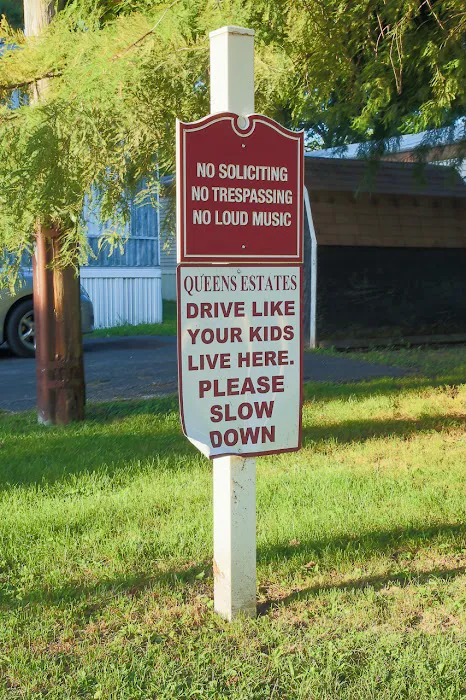 NO SOLICITING
NO TRESPASSING
NO LOUD MUSIC
QUEENS ESTATES
DRIVE LIKE
YOUR KIDS
LIVE HERE.
PLEASE
SLOW
DOWN